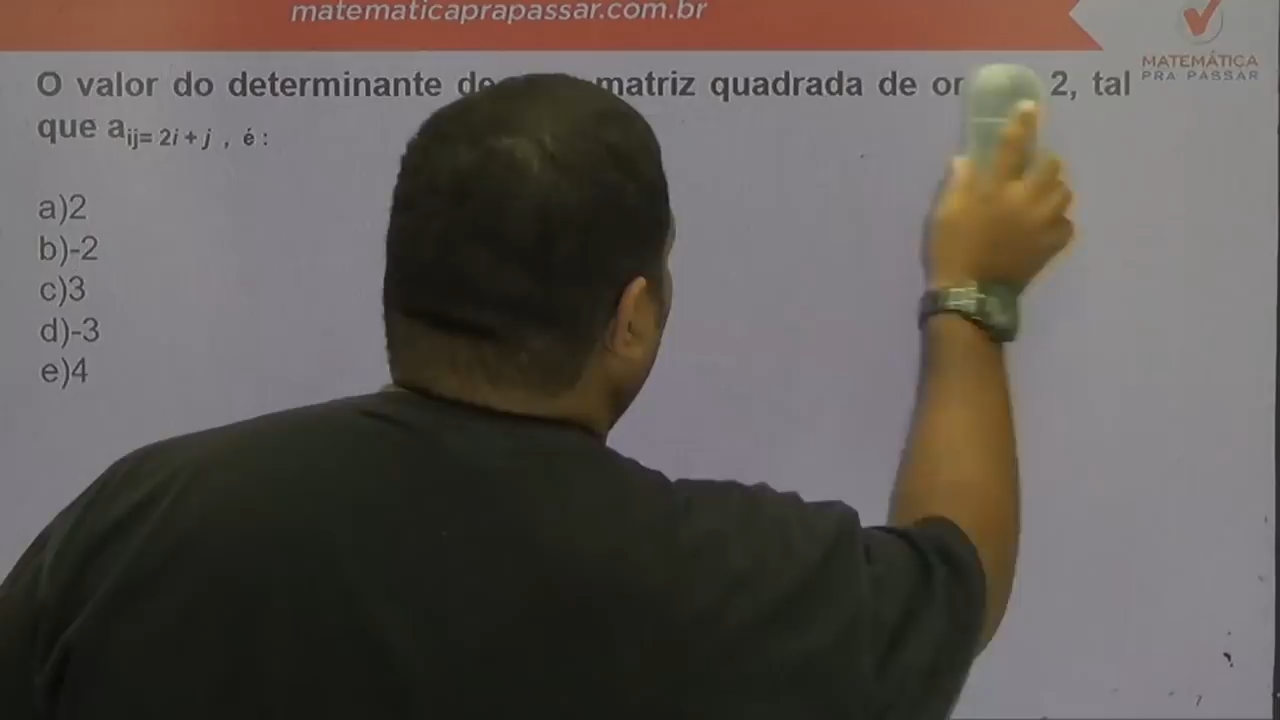 matematicaprapassar.com.br
MATEMÁTICA
PRA PASSAR
O valor do determinante de matriz quadrada de 2, tal
que aij= 2i + j , é :
a)2
b)-2
c)3
d)-3
e)4
7